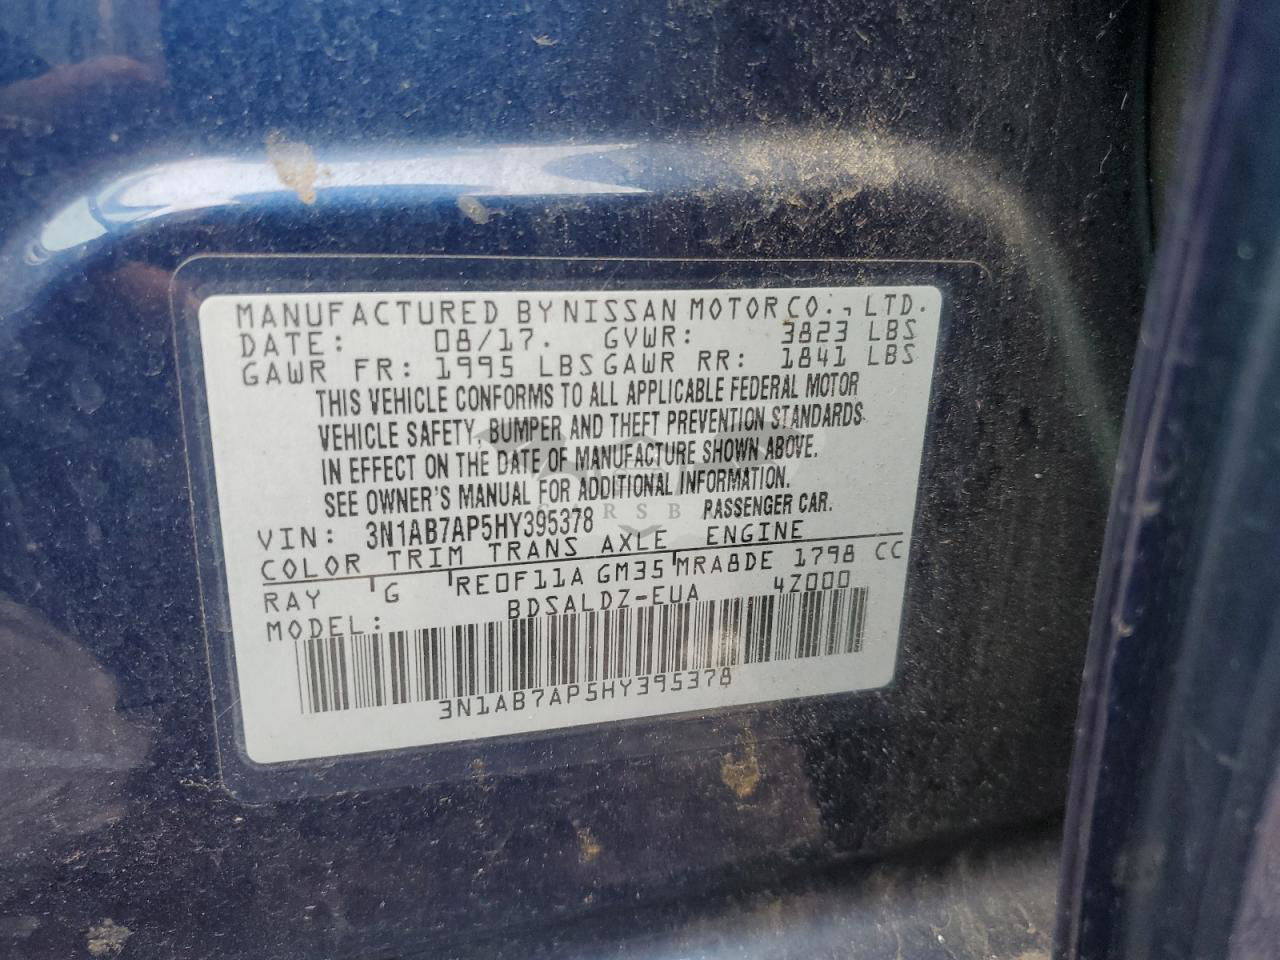 MANUFACTURED BY NISSAN MOTOR CO., LTD.
DATE: 08/17. GVWR: 3823 LBS
GAWR FR: 1995 LBS GAWR RR: 1841 LBS
THIS VEHICLE CONFORMS TO ALL APPLICABLE FEDERAL MOTOR
VEHICLE SAFETY, BUMPER AND THEFT PREVENTION STANDARDS
IN EFFECT ON THE DATE OF MANUFACTURE SHOWN ABOVE.
SEE OWNER'S MANUAL FOR ADDITIONAL INFORMATION.
VIN: 3N1AB7AP5HY395378 PASSENGER CAR.
COLOR TRIM TRANS AXLE ENGINE
RAY G RE0F11A GM35 MRA8DE 1798 CC
MODEL: BDSALDZ-EUA 4Z000
3N1AB7AP5HY395378